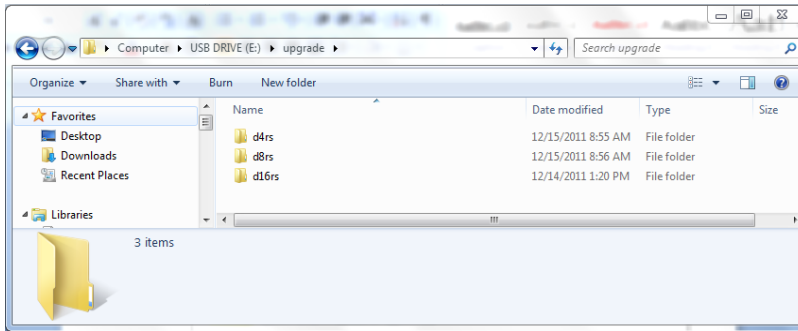 Computer USB DRIVE (E:) upgrade Search upgrade
Organize Share with Burn New folder
Favorites
Desktop
Downloads
Recent Places
Libraries
Name Date modified Type Size
d4rs 12/15/2011 8:55 AM File folder
d8rs 12/15/2011 8:56 AM File folder
d16rs 12/14/2011 1:20 PM File folder
3 items